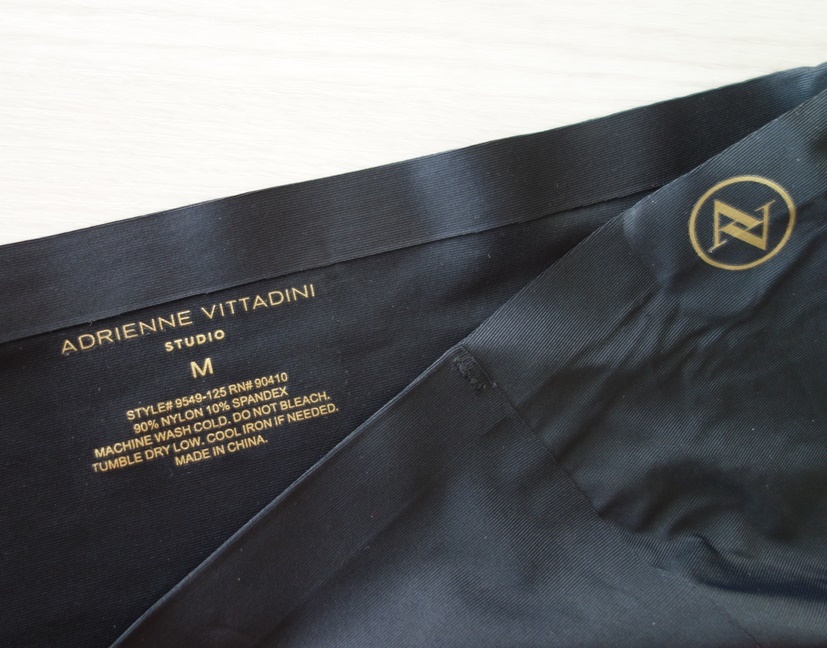 ADRIENNE VITTADINI
STUDIO
M
STYLE# 9549-125 RN# 90410
90% NYLON 10% SPANDEX
MACHINE WASH COLD. DO NOT BLEACH.
TUMBLE DRY LOW. COOL IRON IF NEEDED.
MADE IN CHINA.